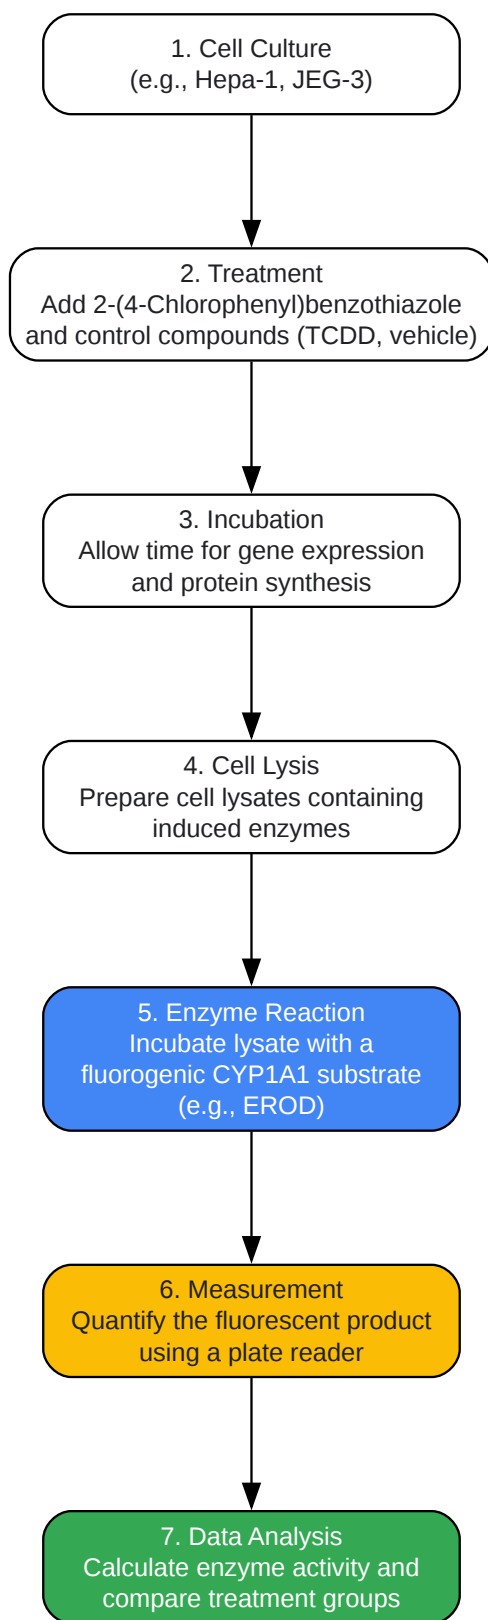 1. Cell Culture
(e.g., Hepa-1, JEG-3)
2. Treatment
Add 2-(4-Chlorophenyl)benzothiazole
and control compounds (TCDD, vehicle)
3. Incubation
Allow time for gene expression
and protein synthesis
4. Cell Lysis
Prepare cell lysates containing
induced enzymes
5. Enzyme Reaction
Incubate lysate with a
fluorogenic CYP1A1 substrate
(e.g., EROD)
6. Measurement
Quantify the fluorescent product
using a plate reader
7. Data Analysis
Calculate enzyme activity and
compare treatment groups